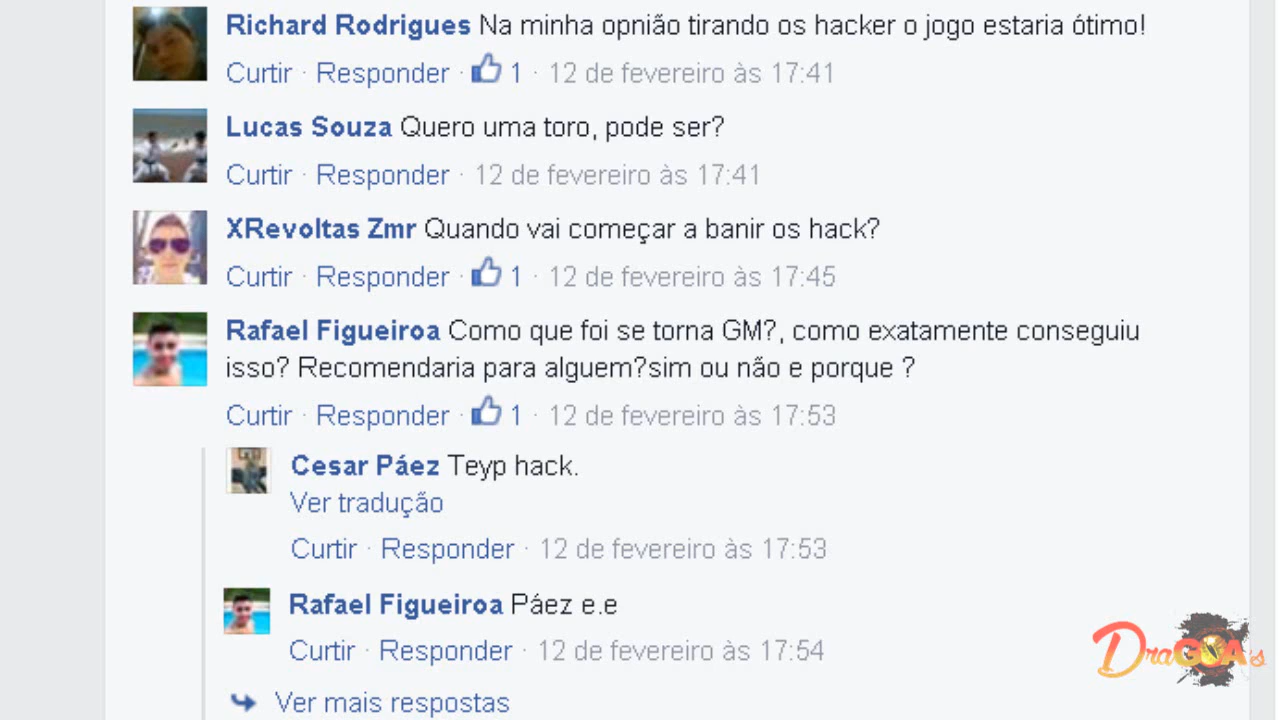 Richard Rodrigues Na minha opnião tirando os hacker o jogo estaria ótimo!
Curtir · Responder · 1 · 12 de fevereiro às 17:41
Lucas Souza Quero uma toro, pode ser?
Curtir · Responder · 12 de fevereiro às 17:41
XRevoltas Zmr Quando vai começar a banir os hack?
Curtir · Responder · 1 · 12 de fevereiro às 17:45
Rafael Figueiroa Como que foi se torna GM?, como exatamente conseguiu
isso? Recomendaria para alguem?sim ou não e porque ?
Curtir · Responder · 1 · 12 de fevereiro às 17:53
Cesar Páez Teyp hack.
Ver tradução
Curtir · Responder · 12 de fevereiro às 17:53
Rafael Figueiroa Páez e.e
Curtir · Responder · 12 de fevereiro às 17:54
Ver mais respostas
DraGOA's